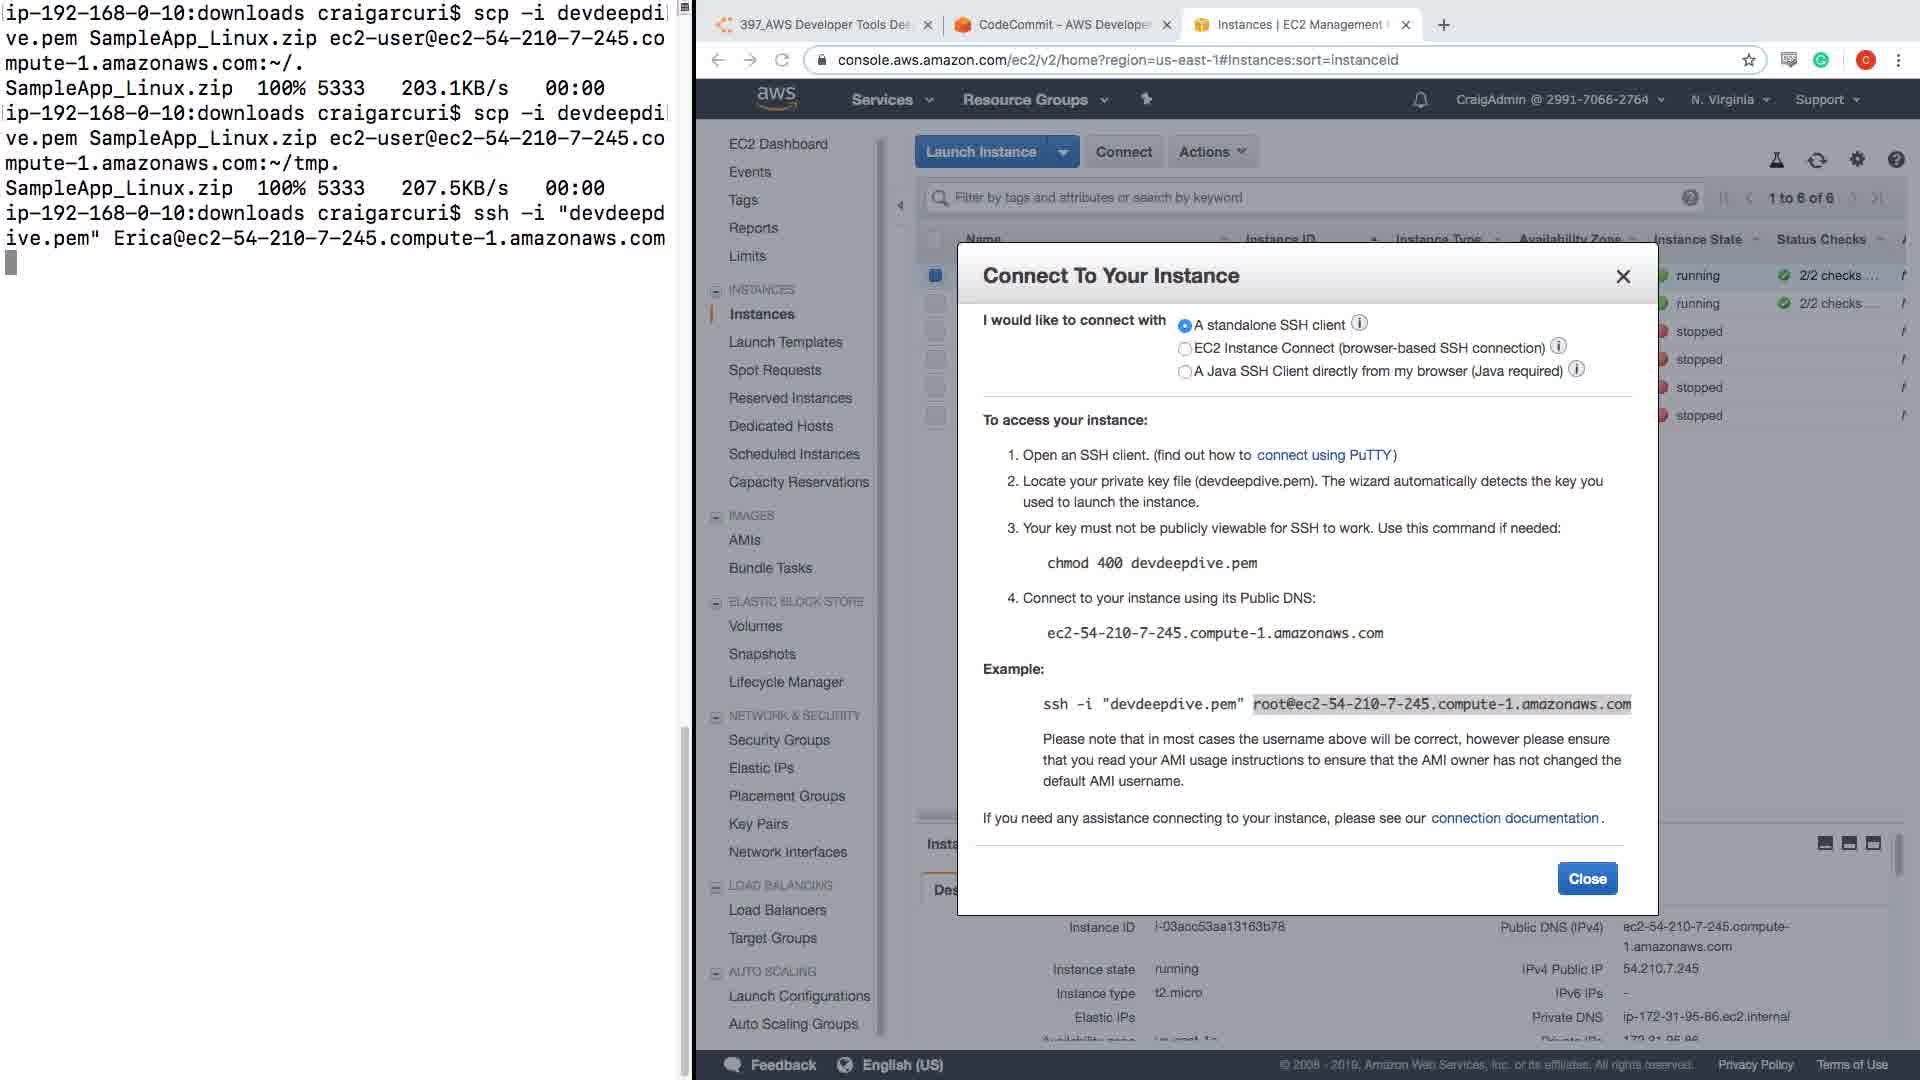 ip-192-168-0-10:downloads craigarcuri$ scp -i devdeepdi
ve.pem SampleApp_Linux.zip ec2-user@ec2-54-210-7-245.co
mpute-1.amazonaws.com:~/.
SampleApp_Linux.zip 100% 5333 203.1KB/s 00:00
ip-192-168-0-10:downloads craigarcuri$ scp -i devdeepdi
ve.pem SampleApp_Linux.zip ec2-user@ec2-54-210-7-245.co
mpute-1.amazonaws.com:~/tmp.
SampleApp_Linux.zip 100% 5333 207.5KB/s 00:00
ip-192-168-0-10:downloads craigarcuri$ ssh -i "devdeepd
ive.pem" Erica@ec2-54-210-7-245.compute-1.amazonaws.com
397_AWS Developer Tools Dee
CodeCommit - AWS Developer
Instances | EC2 Management
console.aws.amazon.com/ec2/v2/home?region=us-east-1#Instances:sort=instanceId
C
aws
Services
Resource Groups
CraigAdmin @ 2991-7066-2764
N. Virginia
Support
EC2 Dashboard
Events
Tags
Reports
Limits
INSTANCES
Instances
Launch Templates
Spot Requests
Reserved Instances
Dedicated Hosts
Scheduled Instances
Capacity Reservations
IMAGES
AMIs
Bundle Tasks
ELASTIC BLOCK STORE
Volumes
Snapshots
Lifecycle Manager
NETWORK & SECURITY
Security Groups
Elastic IPs
Placement Groups
Key Pairs
Network Interfaces
LOAD BALANCING
Load Balancers
Target Groups
AUTO SCALING
Launch Configurations
Auto Scaling Groups
Launch Instance
Connect
Actions
Filter by tags and attributes or search by keyword
1 to 6 of 6
Name Instance ID Instance Type Availability Zone Instance State Status Checks
running 2/2 checks ...
running 2/2 checks ...
stopped
stopped
stopped
stopped
Connect To Your Instance
I would like to connect with
A standalone SSH client
EC2 Instance Connect (browser-based SSH connection)
A Java SSH Client directly from my browser (Java required)
To access your instance:
1. Open an SSH client. (find out how to connect using PuTTY)
2. Locate your private key file (devdeepdive.pem). The wizard automatically detects the key you
used to launch the instance.
3. Your key must not be publicly viewable for SSH to work. Use this command if needed:
chmod 400 devdeepdive.pem
4. Connect to your instance using its Public DNS:
ec2-54-210-7-245.compute-1.amazonaws.com
Example:
ssh -i "devdeepdive.pem" root@ec2-54-210-7-245.compute-1.amazonaws.com
Please note that in most cases the username above will be correct, however please ensure
that you read your AMI usage instructions to ensure that the AMI owner has not changed the
default AMI username.
If you need any assistance connecting to your instance, please see our connection documentation.
Close
Insta
Des
Instance ID i-03acc53aa13163b78
Public DNS (IPv4) ec2-54-210-7-245.compute-
1.amazonaws.com
Instance state running
IPv4 Public IP 54.210.7.245
Instance type t2.micro
IPv6 IPs -
Elastic IPs
Private DNS ip-172-31-95-86.ec2.internal
Availability zone us-east-1
Private IPs 172.31.95.86
Feedback
English (US)
© 2008 - 2019, Amazon Web Services, Inc. or its affiliates. All rights reserved.
Privacy Policy
Terms of Use